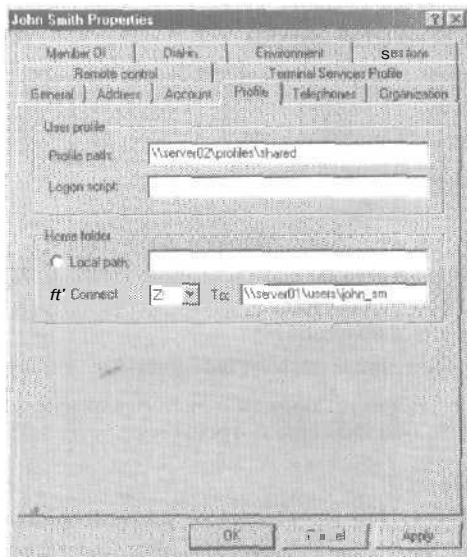 John Smith Properties
Member Of Dial-in Environment Sessions
Remote control Terminal Services Profile
General Address Account Profile Telephones Organization
User profile
Profile path: \\server02\profiles\shared
Logon script:
Home folder
Local path:
Connect Z: To: \\server01\users\john_sm
OK Cancel Apply